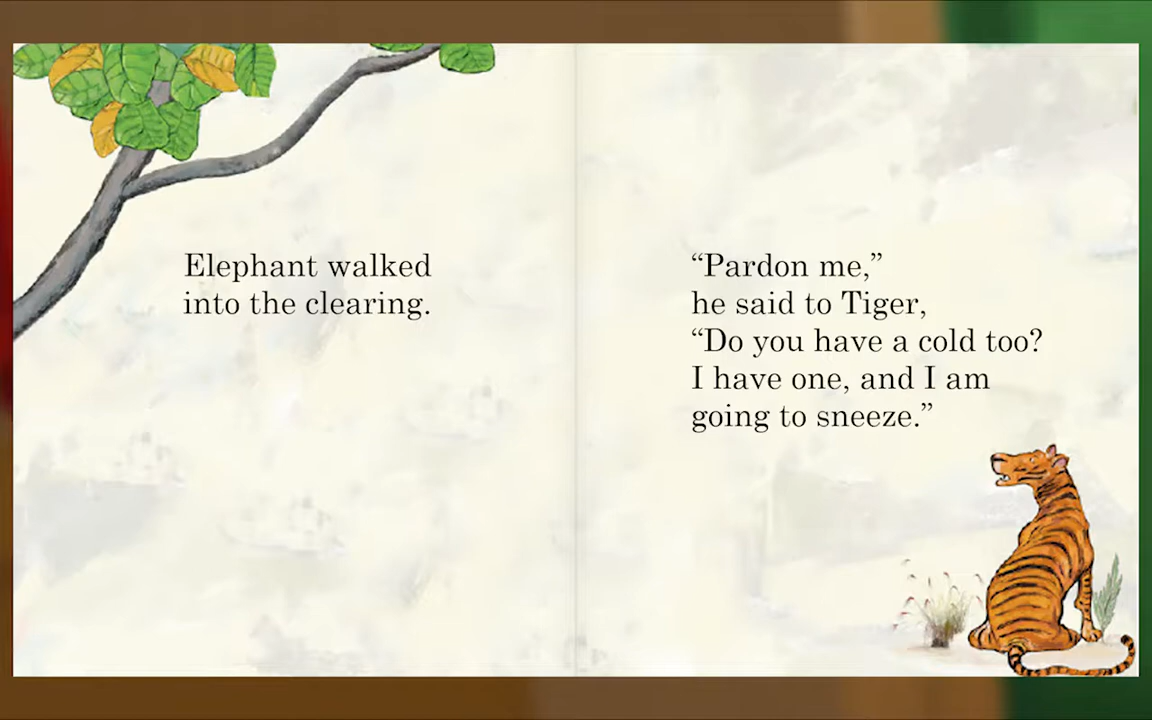 Elephant walked
into the clearing.
“Pardon me,”
he said to Tiger,
“Do you have a cold too?
I have one, and I am
going to sneeze.”